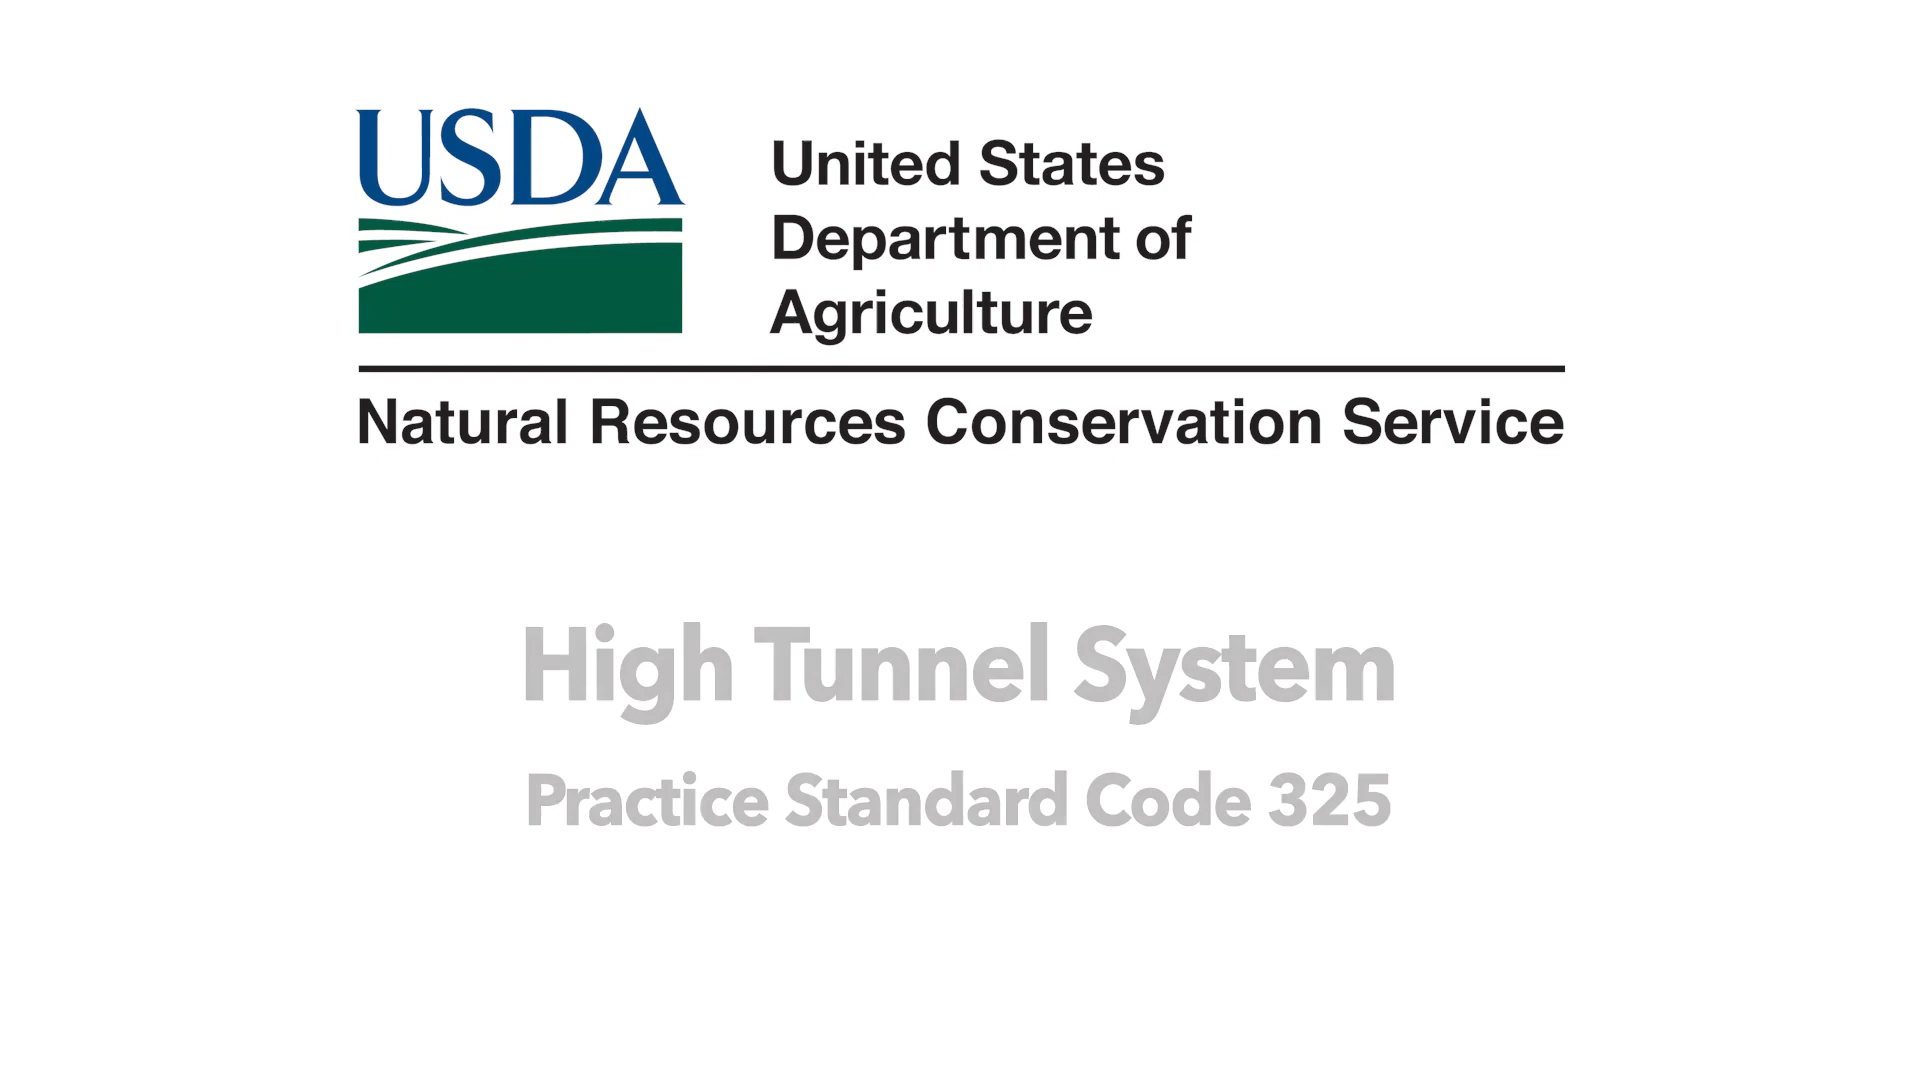 USDA
United States
Department of
Agriculture
Natural Resources Conservation Service
High Tunnel System
Practice Standard Code 325